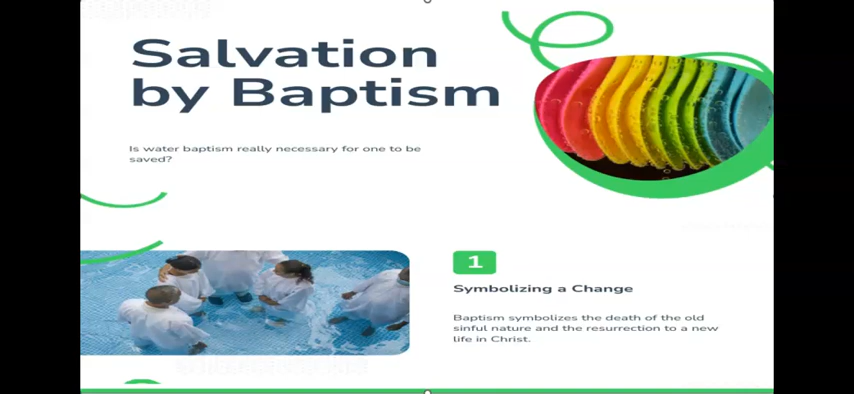 Salvation
by Baptism
Is water baptism really necessary for one to be
saved?
1
Symbolizing a Change
Baptism symbolizes the death of the old
sinful nature and the resurrection to a new
life in Christ.